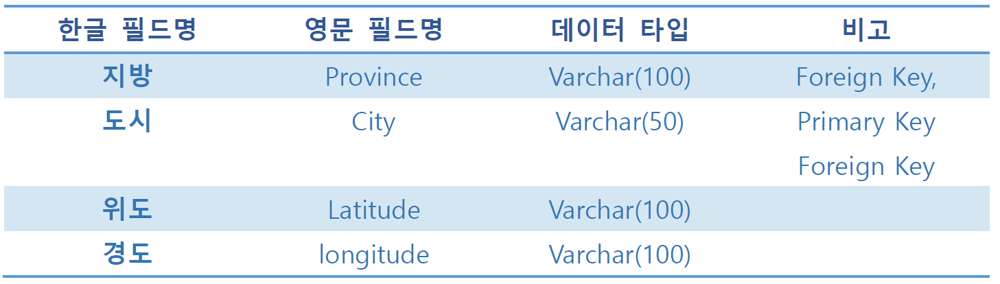 한글 필드명 영문 필드명 데이터 타입 비고
지방 Province Varchar(100) Foreign Key,
도시 City Varchar(50) Primary Key
Foreign Key
위도 Latitude Varchar(100)
경도 longitude Varchar(100)